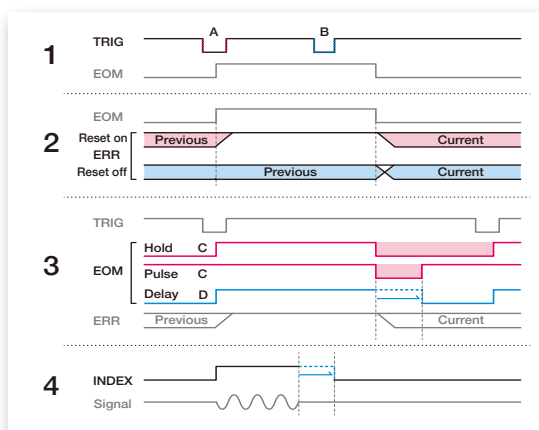 A B
1 TRIG
EOM
EOM
2 Reset on Previous Current
ERR
Reset off Previous Current
TRIG
Hold C
3 EOM Pulse C
Delay D
ERR Previous Current
4 INDEX
Signal